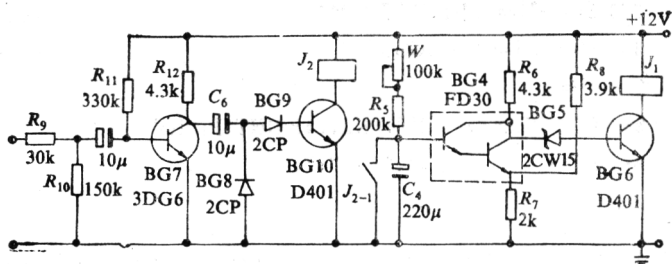 +12V
R11
330k
R12
4.3k
J2
W
100k
BG4
FD30
R6
4.3k
R8
3.9k
J1
R9
30k
10μ
C6
10μ
BG9
2CP
R5
200k
BG5
2CW15
R10
150k
BG7
3DG6
BG8
2CP
BG10
D401
J2-1
C4
220μ
R7
2k
BG6
D401